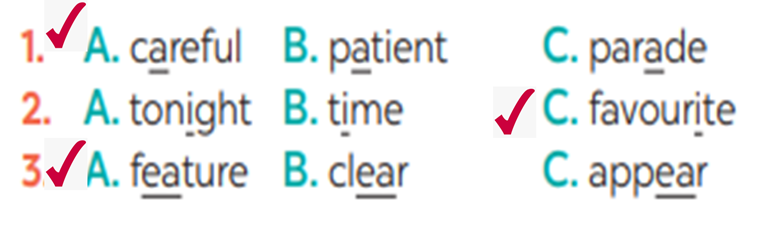 1. A. careful B. patient C. parade
2. A. tonight B. time C. favourite
3. A. feature B. clear C. appear